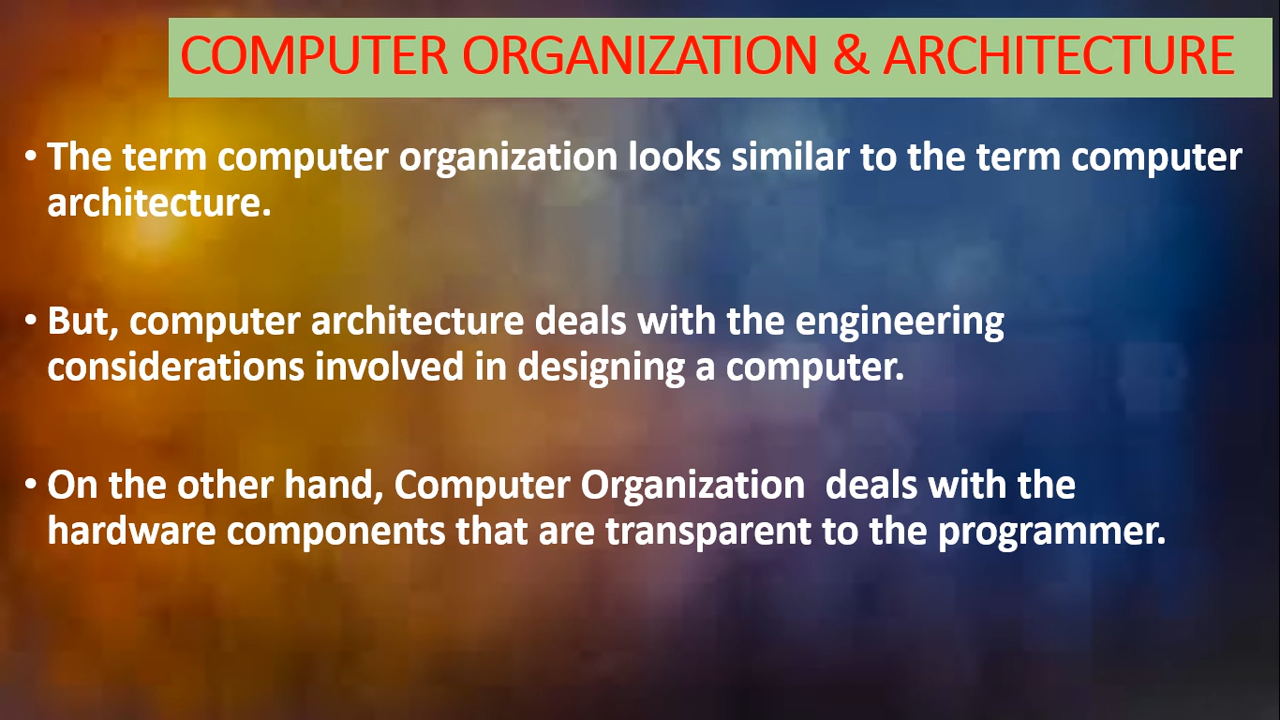 COMPUTER ORGANIZATION & ARCHITECTURE
• The term computer organization looks similar to the term computer
architecture.
• But, computer architecture deals with the engineering
considerations involved in designing a computer.
• On the other hand, Computer Organization  deals with the
hardware components that are transparent to the programmer.